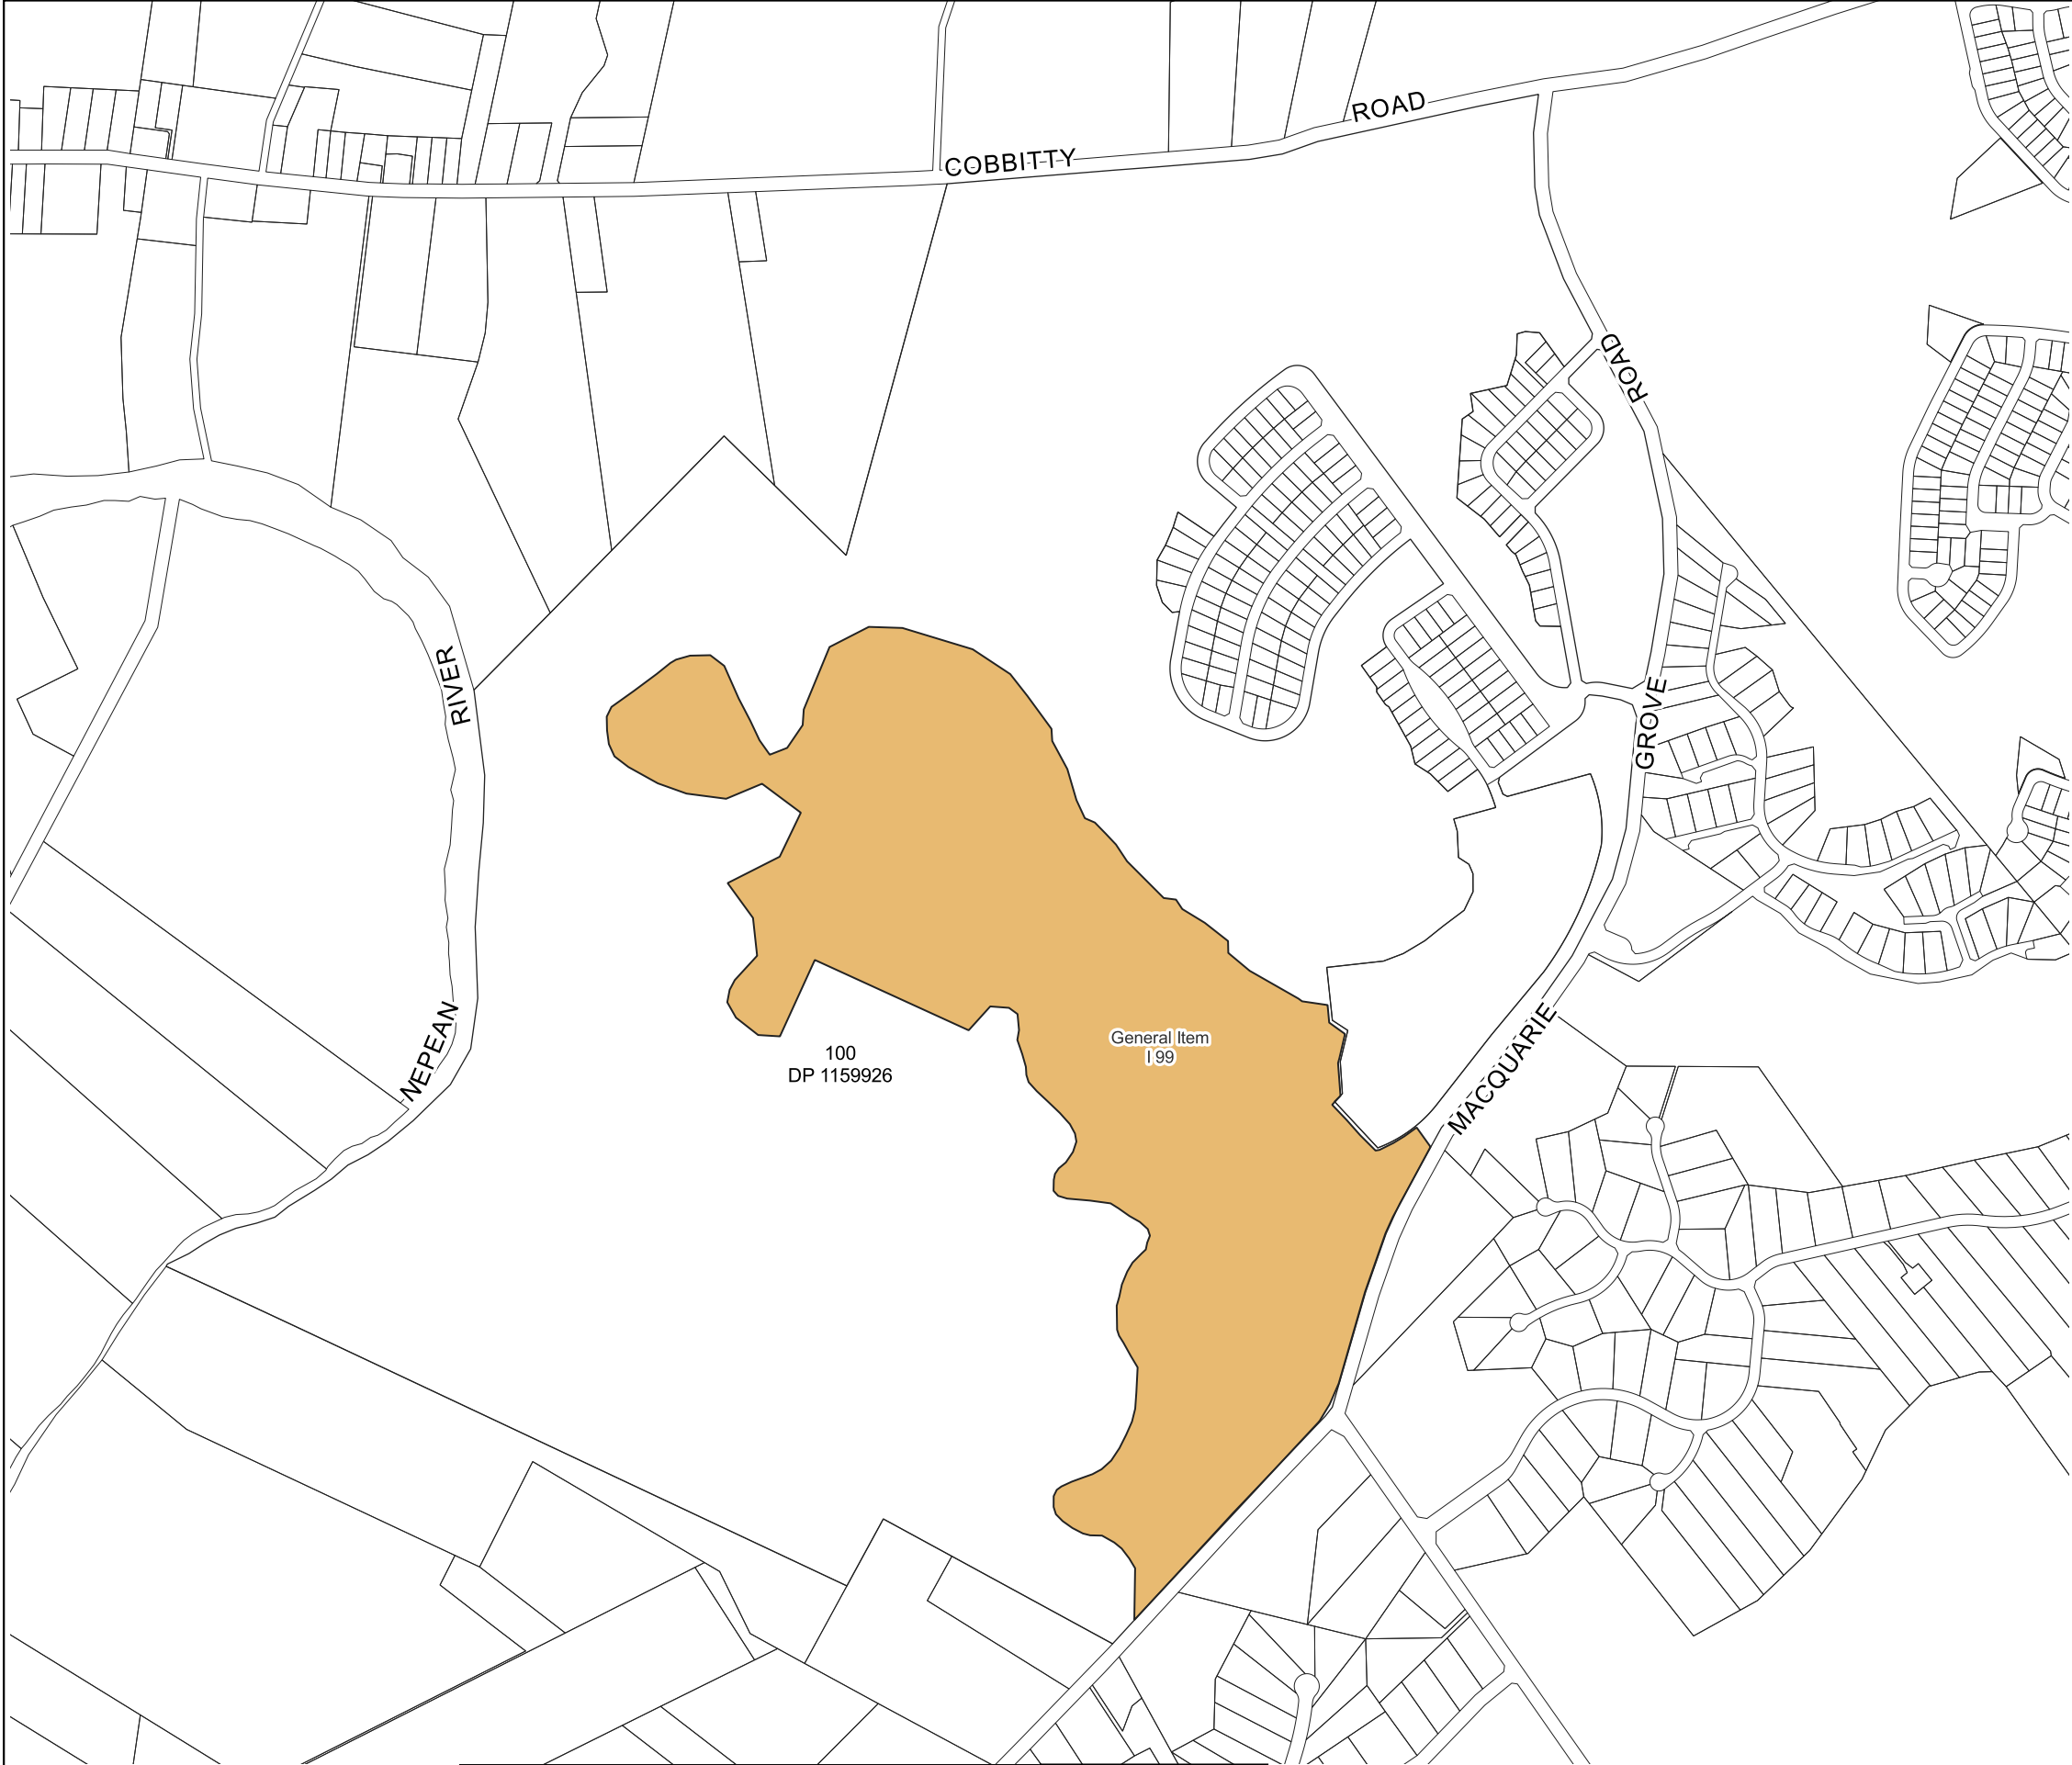 ROAD
COBBITTY
ROAD
RIVER
GROVE
NEPEAN
General Item
I 99
100
DP 1159926
MACQUARIE